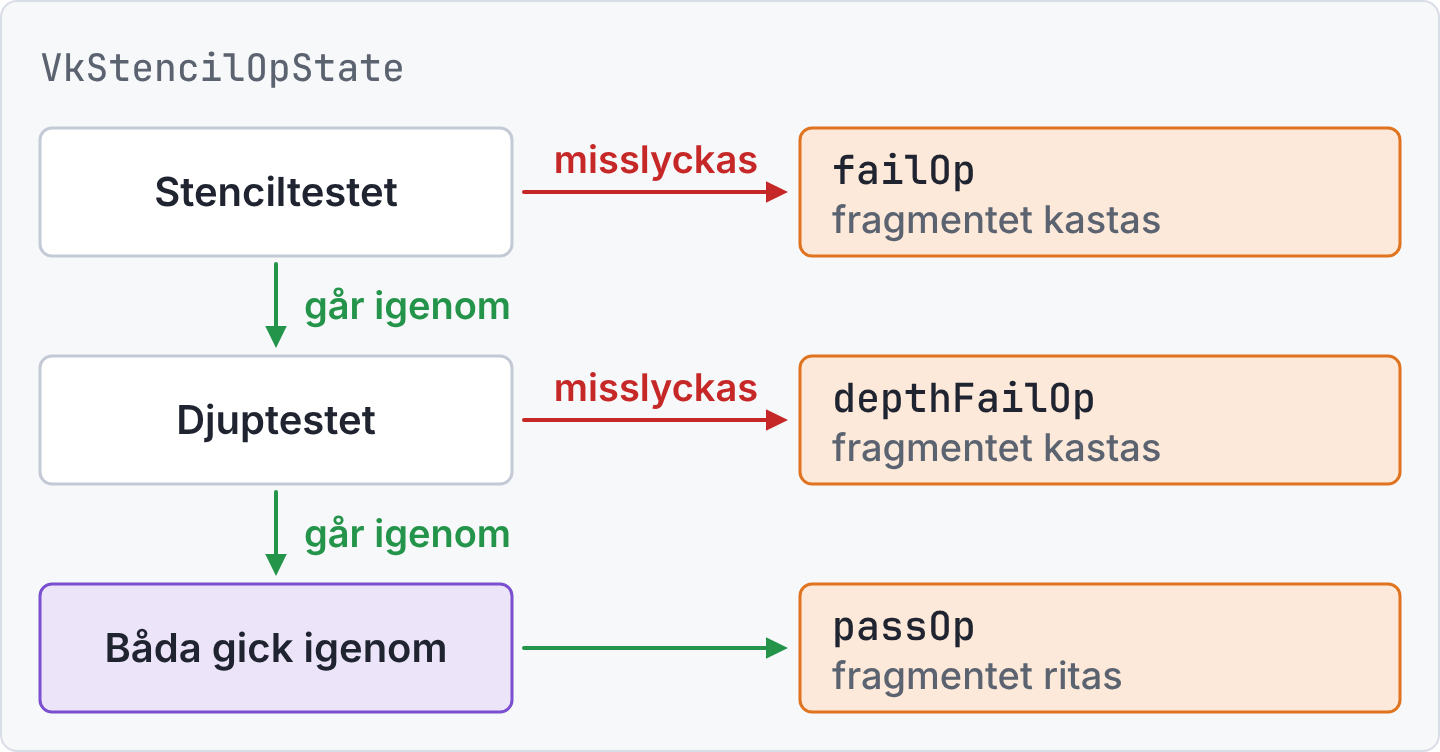 VkStencilOpState
Stenciltestet
misslyckas
failOp
fragmentet kastas
går igenom
Djuptestet
misslyckas
depthFailOp
fragmentet kastas
går igenom
Båda gick igenom
passOp
fragmentet ritas